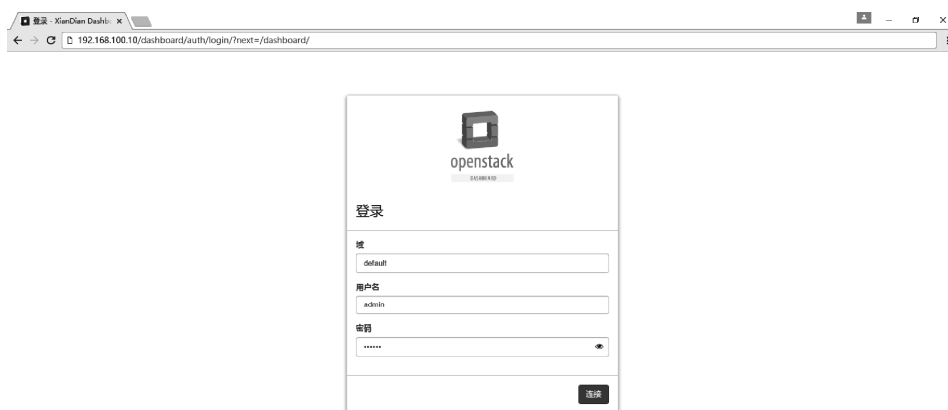 登录 - XianDian Dashb
192.168.100.10/dashboard/auth/login/?next=/dashboard/
openstack
DASHBOARD
登录
域
default
用户名
admin
密码
••••••
连接